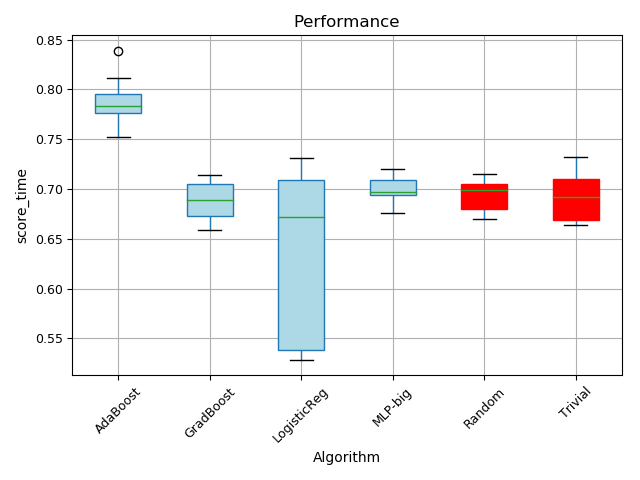 Performance
0.85
0.80
0.75
0.70
0.65
0.60
0.55
score_time
AdaBoost
GradBoost
LogisticReg
MLP-big
Random
Trivial
Algorithm